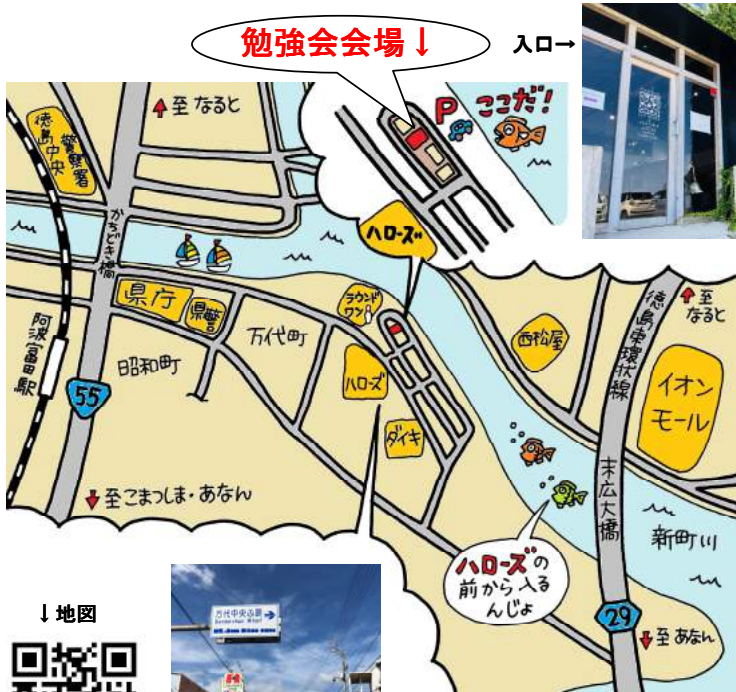 勉強会会場↓
入口→
P ここだ!
至 なると
徳島中央
警察署
かちどき橋
ハローズ
県庁
県警
ラウンド
ワン
万代町
昭和町
阿波富田駅
55
ハローズ
ダイキ
西松屋
徳島東環状線
至
なると
イオン
モール
至こまつしま・あなん
末広大橋
新町川
ハローズの
前から入る
んじょ
29
至 あなん
↓地図
万代中央ふ頭→